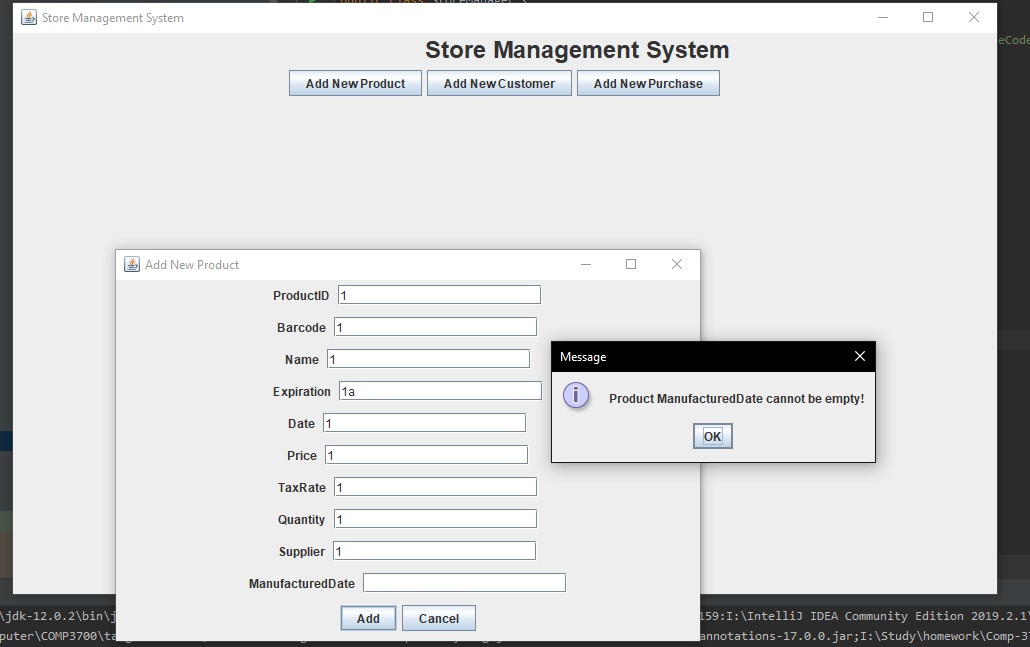 public class StoreManager {
Store Management System
eCode
Store Management System
Add New Product Add New Customer Add New Purchase
Add New Product
ProductID 1
Barcode 1
Name 1
Expiration 1a
Date 1
Price 1
TaxRate 1
Quantity 1
Supplier 1
ManufacturedDate
Add Cancel
Message
Product ManufacturedDate cannot be empty!
OK
\jdk-12.0.2\bin\j
159:I:\IntelliJ IDEA Community Edition 2019.2.1\
puter\COMP3700\ta
annotations-17.0.0.jar;I:\Study\homework\Comp-37